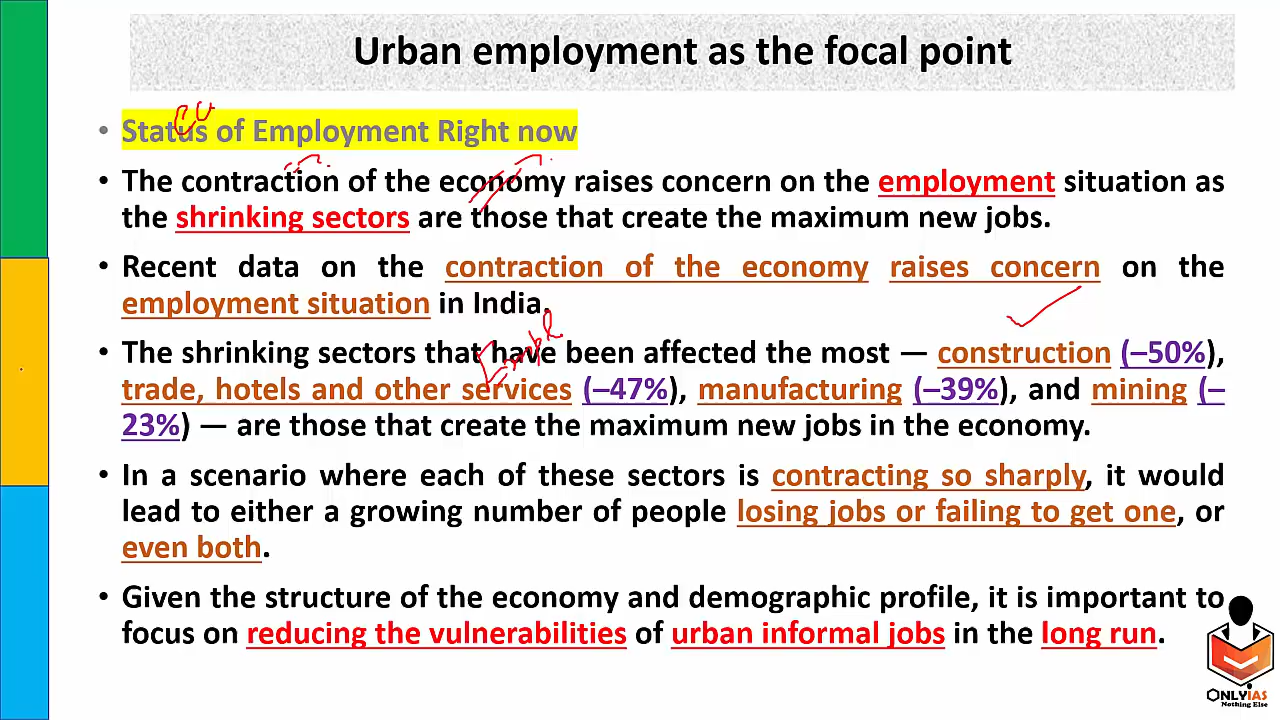 Urban employment as the focal point
• Status of Employment Right now
• The contraction of the economy raises concern on the employment situation as
the shrinking sectors are those that create the maximum new jobs.
• Recent data on the contraction of the economy raises concern on the
employment situation in India.
• The shrinking sectors that have been affected the most — construction (–50%),
trade, hotels and other services (–47%), manufacturing (–39%), and mining (–
23%) — are those that create the maximum new jobs in the economy.
• In a scenario where each of these sectors is contracting so sharply, it would
lead to either a growing number of people losing jobs or failing to get one, or
even both.
• Given the structure of the economy and demographic profile, it is important to
focus on reducing the vulnerabilities of urban informal jobs in the long run.
Empl
ONLYIAS
Nothing Else